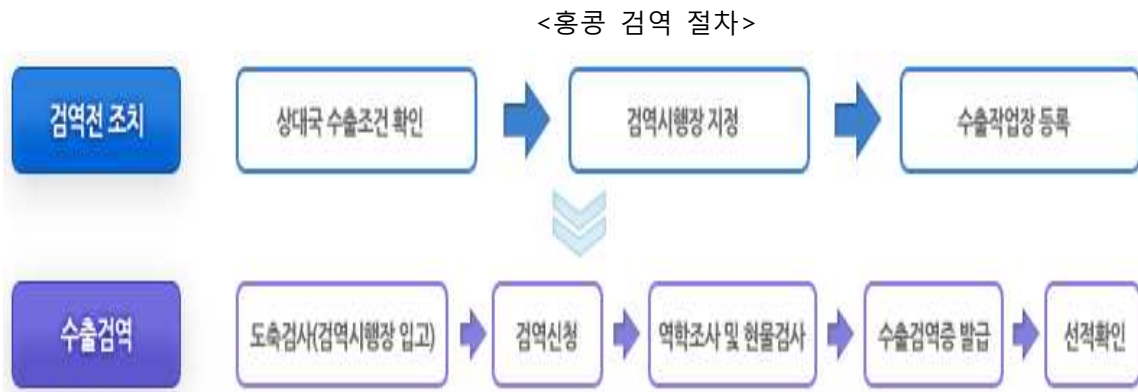 <홍콩 검역 절차>
검역전 조치
상대국 수출조건 확인
검역시행장 지정
수출작업장 등록
수출검역
도축검사(검역시행장 입고)
검역신청
역학조사 및 현물검사
수출검역증 발급
선적확인